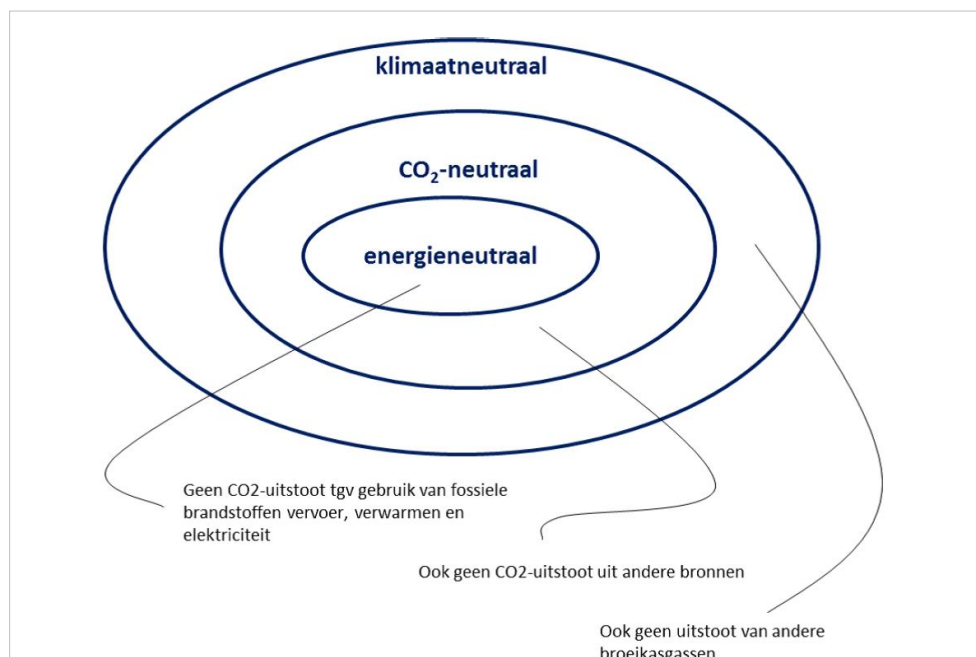 klimaatneutraal
CO₂-neutraal
energieneutraal
Geen CO2-uitstoot tgv gebruik van fossiele
brandstoffen vervoer, verwarmen en
elektriciteit
Ook geen CO2-uitstoot uit andere bronnen
Ook geen uitstoot van andere
broeikasgassen